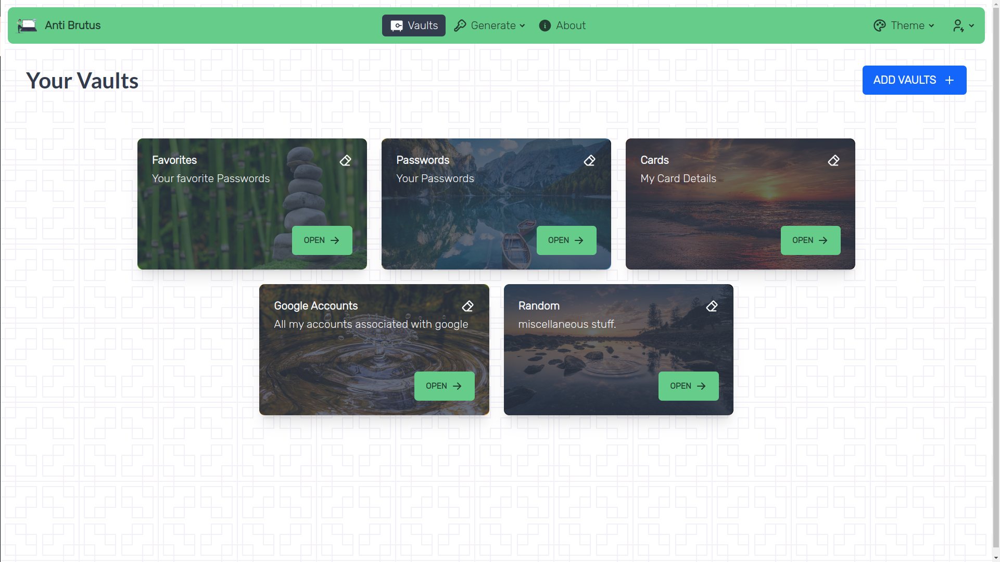 Anti Brutus
Vaults
Generate
About
Theme
Your Vaults
ADD VAULTS
Favorites
Your favorite Passwords
OPEN
Passwords
Your Passwords
OPEN
Cards
My Card Details
OPEN
Google Accounts
All my accounts associated with google
OPEN
Random
miscellaneous stuff.
OPEN